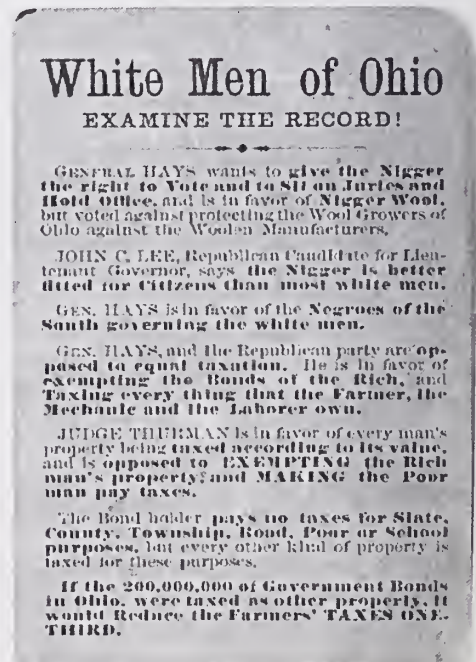 White Men of Ohio
EXAMINE THE RECORD!
GENERAL HAYS wants to give the Nigger
the right to Vote and to Sit on Juries and
Hold Office, and is in favor of Nigger Wool,
but voted against protecting the Wool Growers of
Ohio against the Woolen Manufacturers.
JOHN C. LEE, Republican Candidate for Lieu-
tenant Governor, says the Nigger is better
fitted for Citizens than most white men.
GEN. HAYS is in favor of the Negroes of the
South governing the white men.
GEN. HAYS, and the Republican party are op-
posed to equal taxation. He is in favor of
exempting the Bonds of the Rich, and
Taxing every thing that the Farmer, the
Mechanic and the Laborer own.
JUDGE THURMAN is in favor of every man's
property being taxed according to its value,
and is opposed to EXEMPTING the Rich
man's property and MAKING the Poor
man pay taxes.
The Bond holder pays no taxes for State,
County, Township, Road, Poor or School
purposes, but every other kind of property is
taxed for these purposes.
If the 200,000,000 of Government Bonds
in Ohio, were taxed as other property, it
would Reduce the Farmers' TAXES ONE-
THIRD.